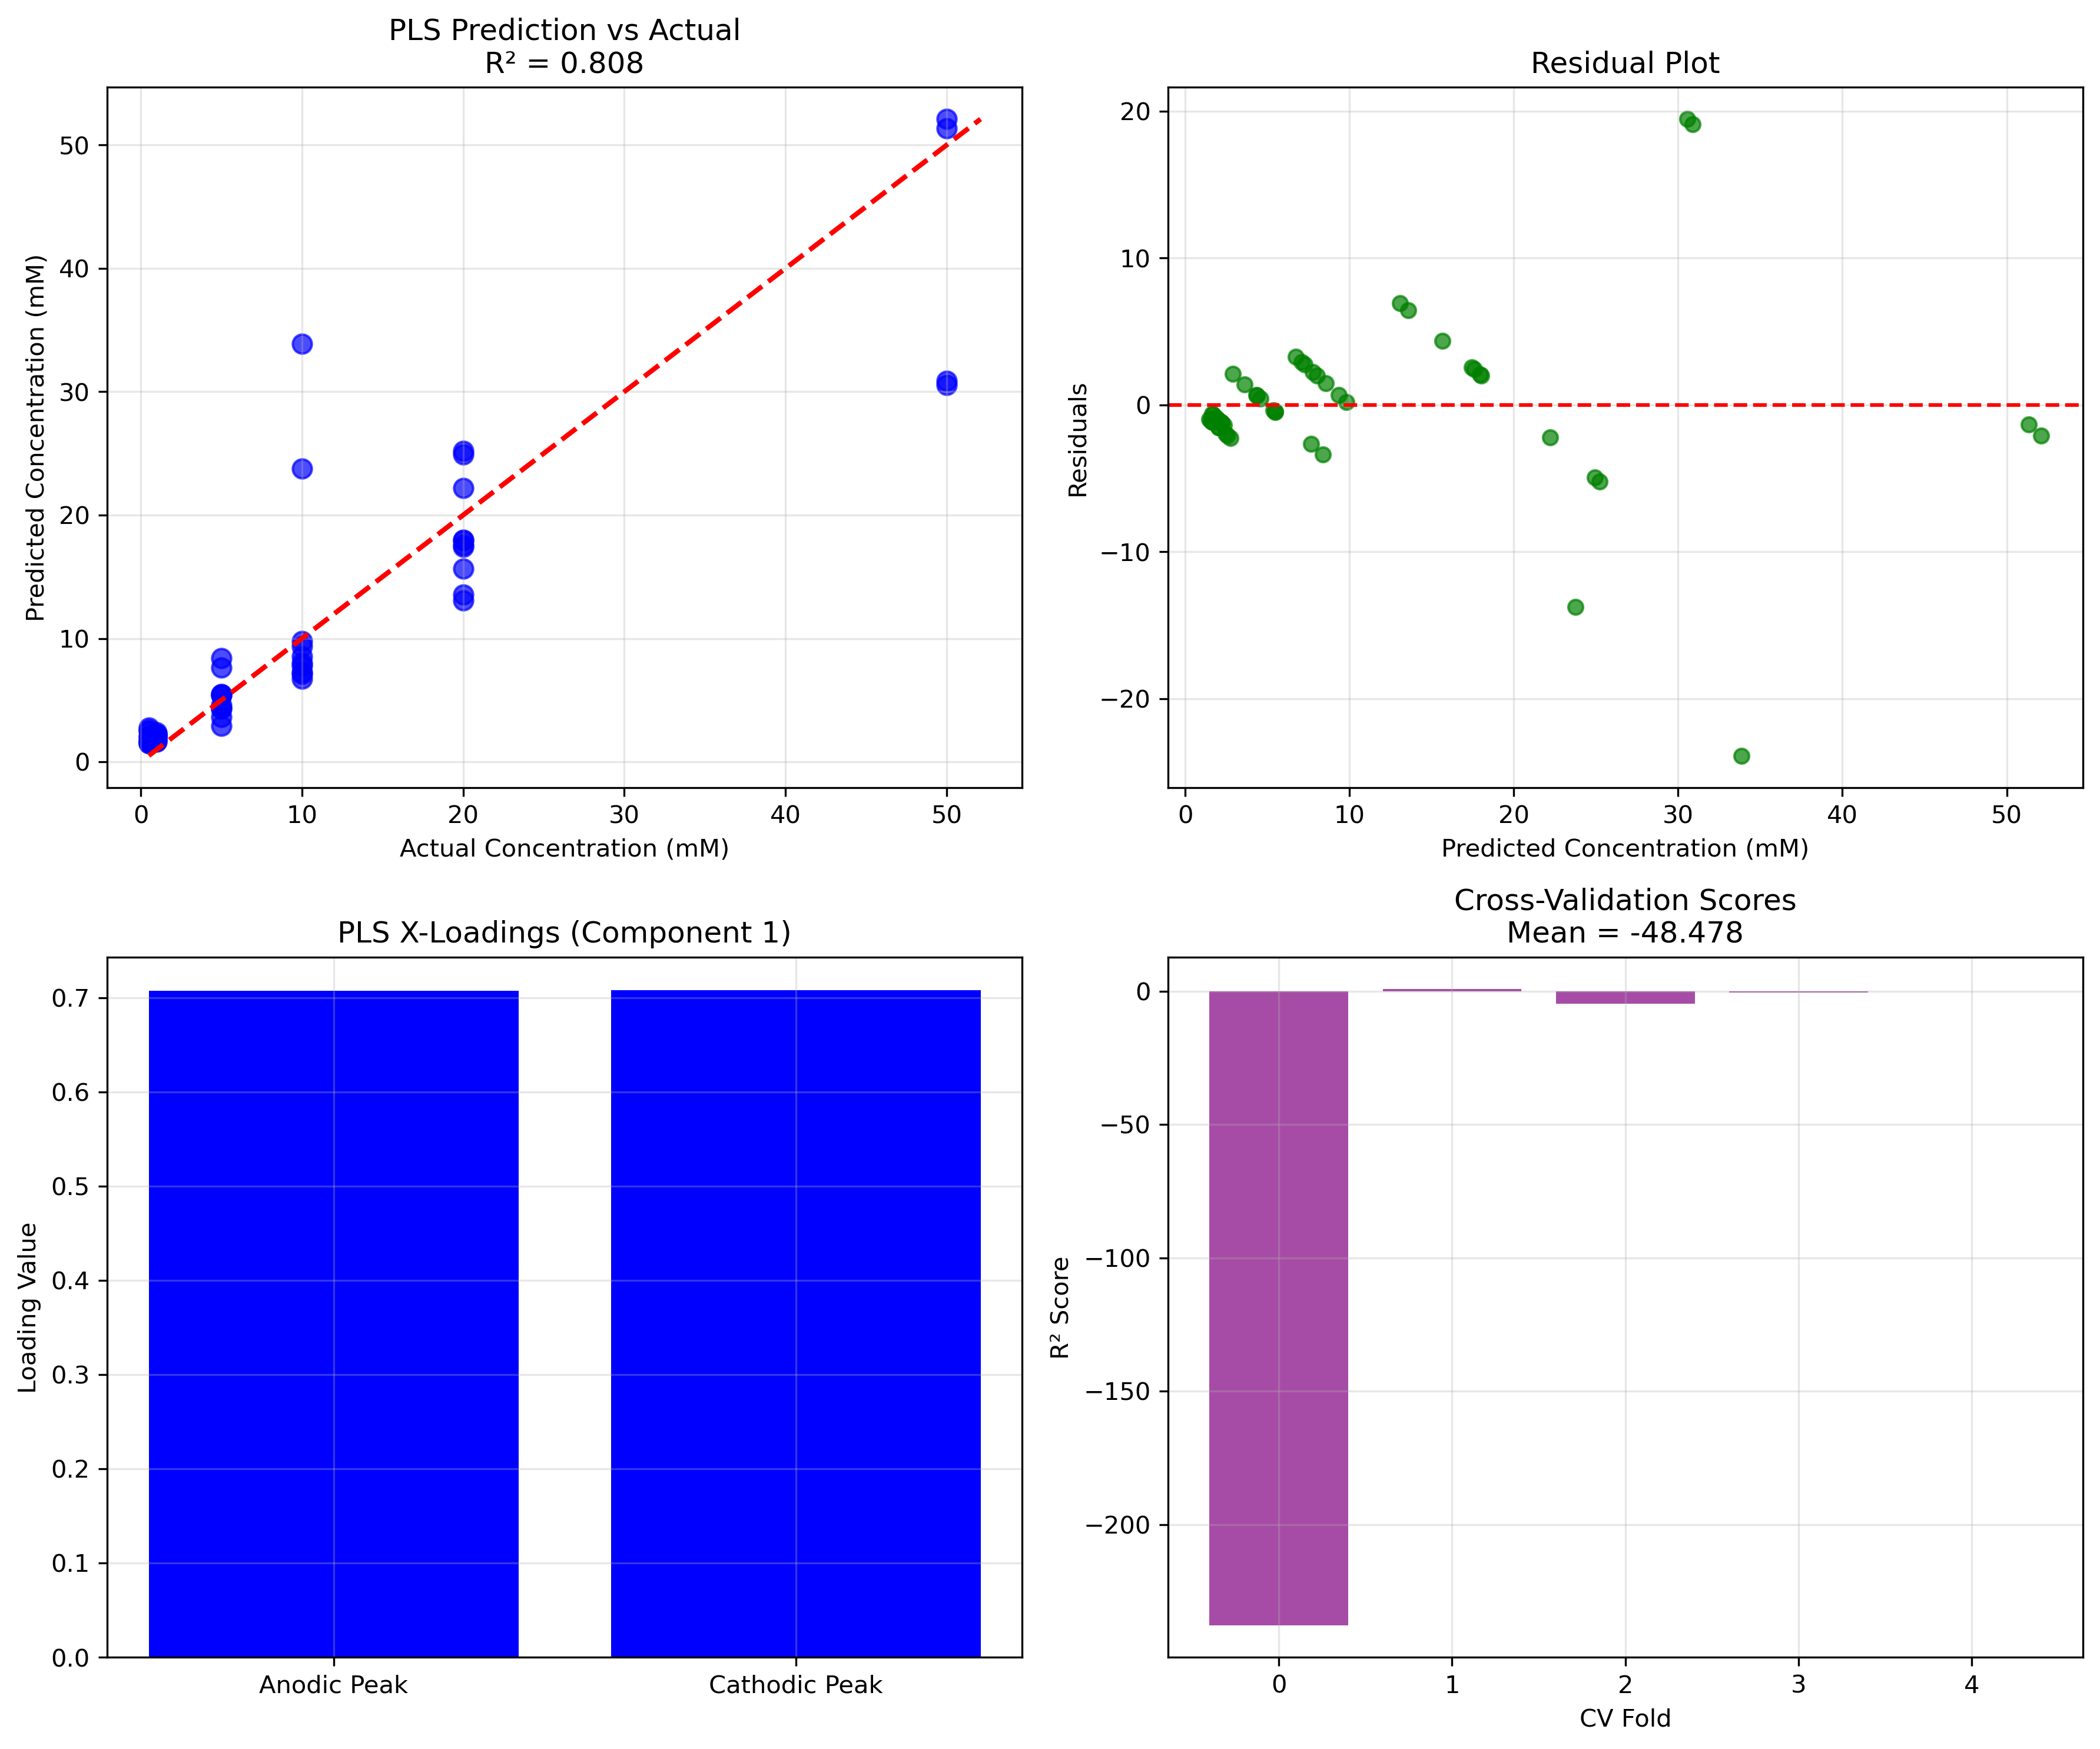 PLS Prediction vs Actual
R² = 0.808
50
40
30
20
10
0
Predicted Concentration (mM)
0 10 20 30 40 50
Actual Concentration (mM)
Residual Plot
20
10
0
−10
−20
Residuals
0 10 20 30 40 50
Predicted Concentration (mM)
PLS X-Loadings (Component 1)
0.7
0.6
0.5
0.4
0.3
0.2
0.1
0.0
Loading Value
Anodic Peak Cathodic Peak
Cross-Validation Scores
Mean = -48.478
0
−50
−100
−150
−200
R² Score
0 1 2 3 4
CV Fold